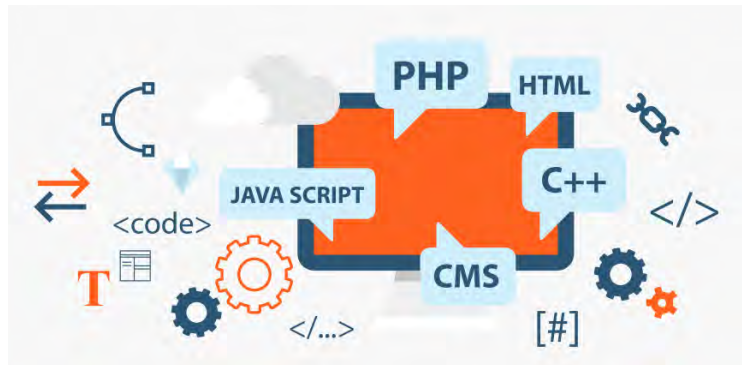 PHP
HTML
JAVA SCRIPT
C++
<code>
</>
T
CMS
</...>
[#]